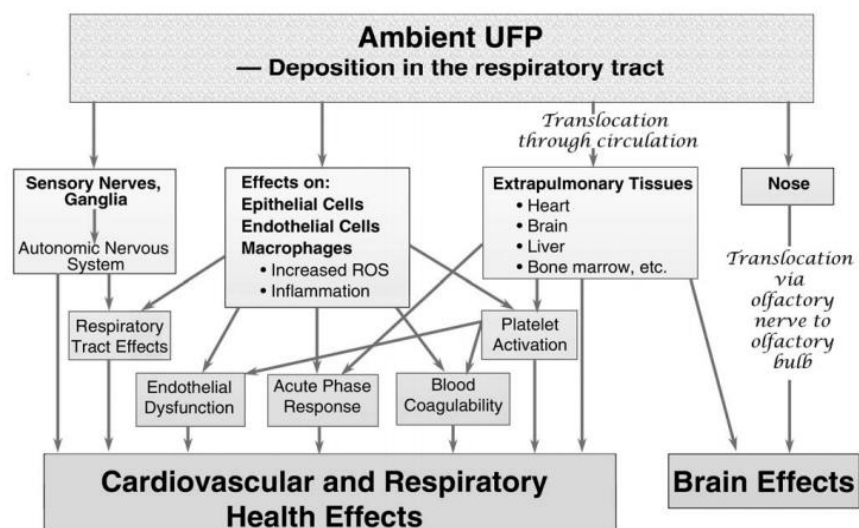 Ambient UFP
— Deposition in the respiratory tract
Translocation
through circulation
Sensory Nerves,
Ganglia
Autonomic Nervous
System
Effects on:
Epithelial Cells
Endothelial Cells
Macrophages
• Increased ROS
• Inflammation
Extrapulmonary Tissues
• Heart
• Brain
• Liver
• Bone marrow, etc.
Nose
Translocation
via
olfactory
nerve to
olfactory
bulb
Respiratory
Tract Effects
Platelet
Activation
Endothelial
Dysfunction
Acute Phase
Response
Blood
Coagulability
Cardiovascular and Respiratory
Health Effects
Brain Effects